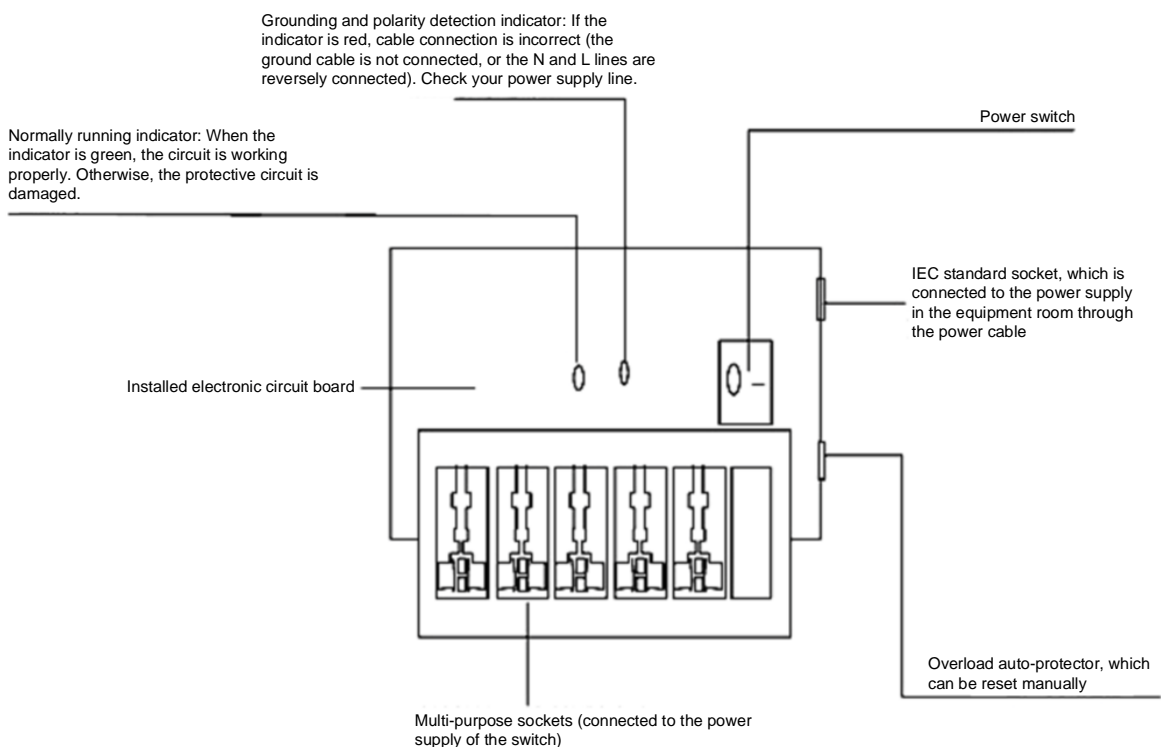 Grounding and polarity detection indicator: If the
indicator is red, cable connection is incorrect (the
ground cable is not connected, or the N and L lines are
reversely connected). Check your power supply line.
Power switch
Normally running indicator: When the
indicator is green, the circuit is working
properly. Otherwise, the protective circuit is
damaged.
IEC standard socket, which is
connected to the power supply
in the equipment room through
the power cable
Installed electronic circuit board
Overload auto-protector, which
can be reset manually
Multi-purpose sockets (connected to the power
supply of the switch)